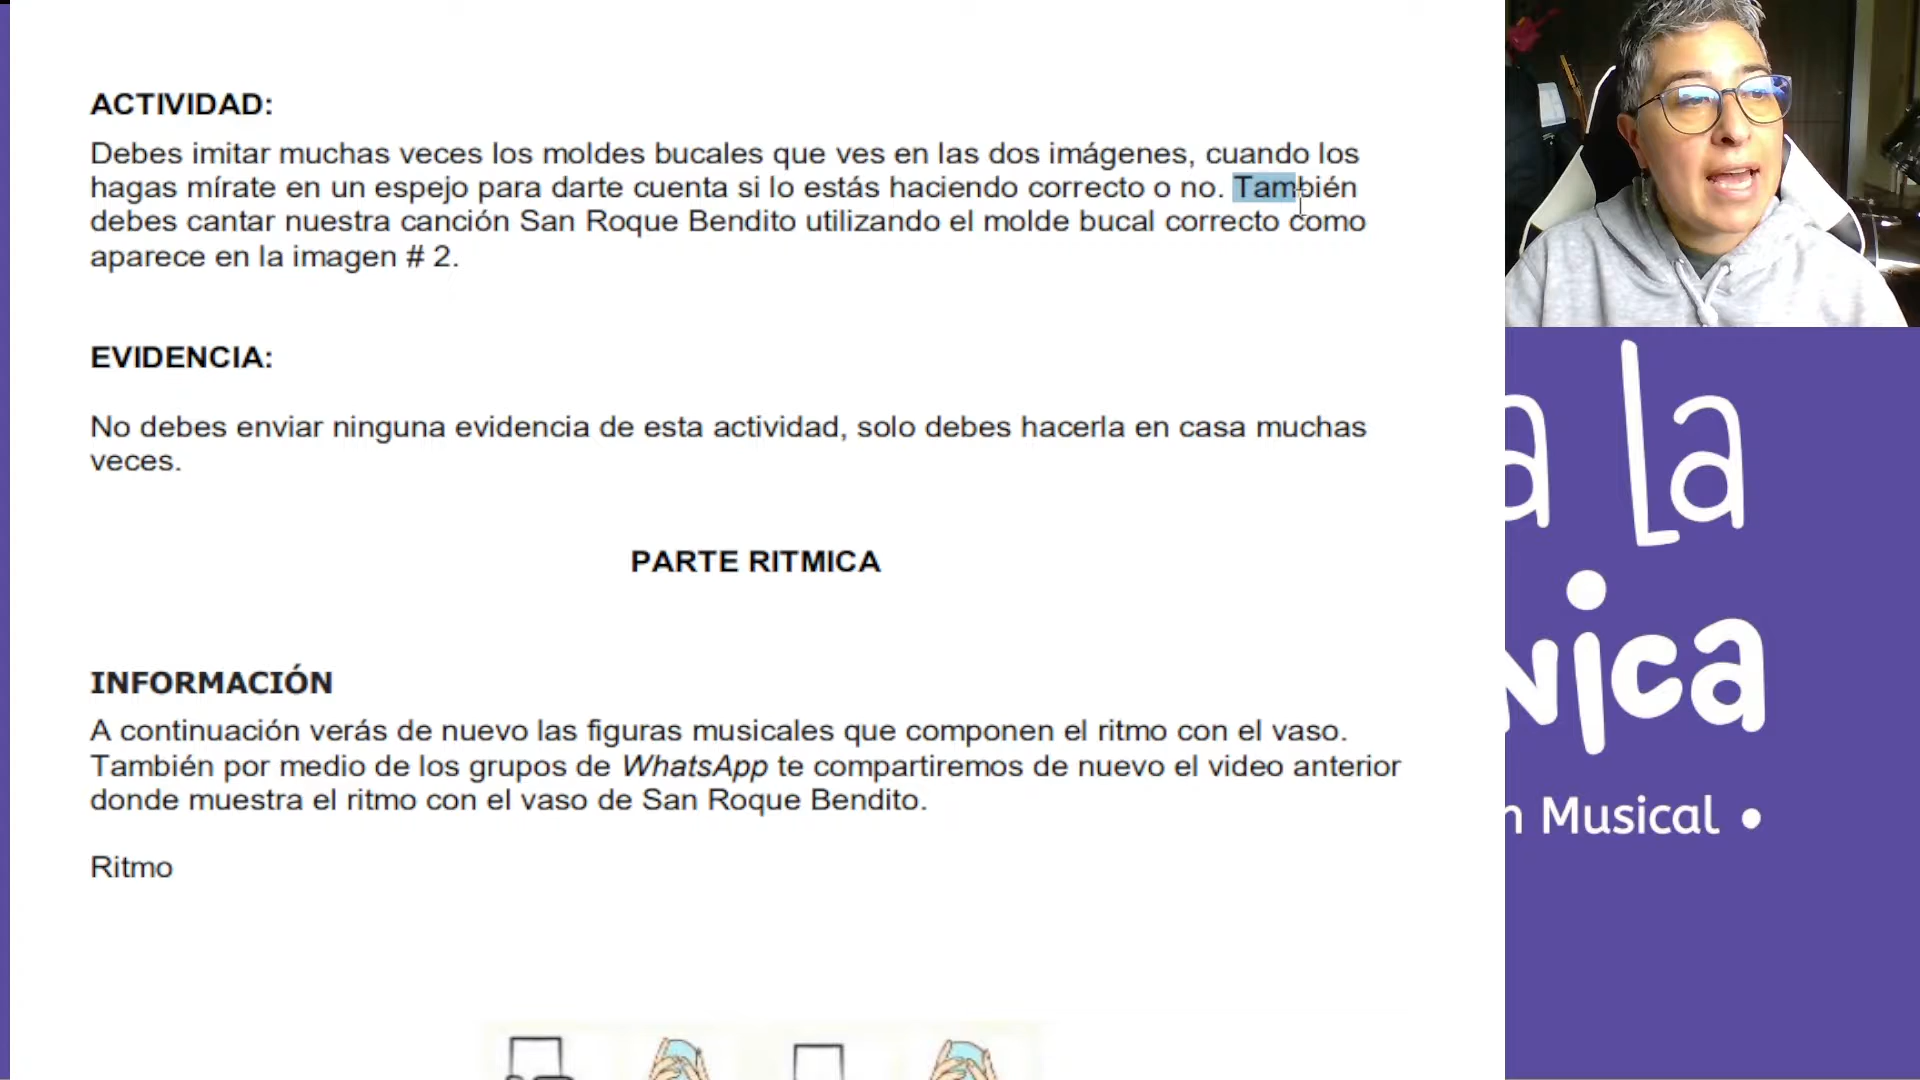 ACTIVIDAD:
Debes imitar muchas veces los moldes bucales que ves en las dos imágenes, cuando los
hagas mírate en un espejo para darte cuenta si lo estás haciendo correcto o no. También
debes cantar nuestra canción San Roque Bendito utilizando el molde bucal correcto como
aparece en la imagen # 2.
EVIDENCIA:
No debes enviar ninguna evidencia de esta actividad, solo debes hacerla en casa muchas
veces.
PARTE RITMICA
INFORMACIÓN
A continuación verás de nuevo las figuras musicales que componen el ritmo con el vaso.
También por medio de los grupos de WhatsApp te compartiremos de nuevo el video anterior
donde muestra el ritmo con el vaso de San Roque Bendito.
Ritmo
a La
nica
n Musical •